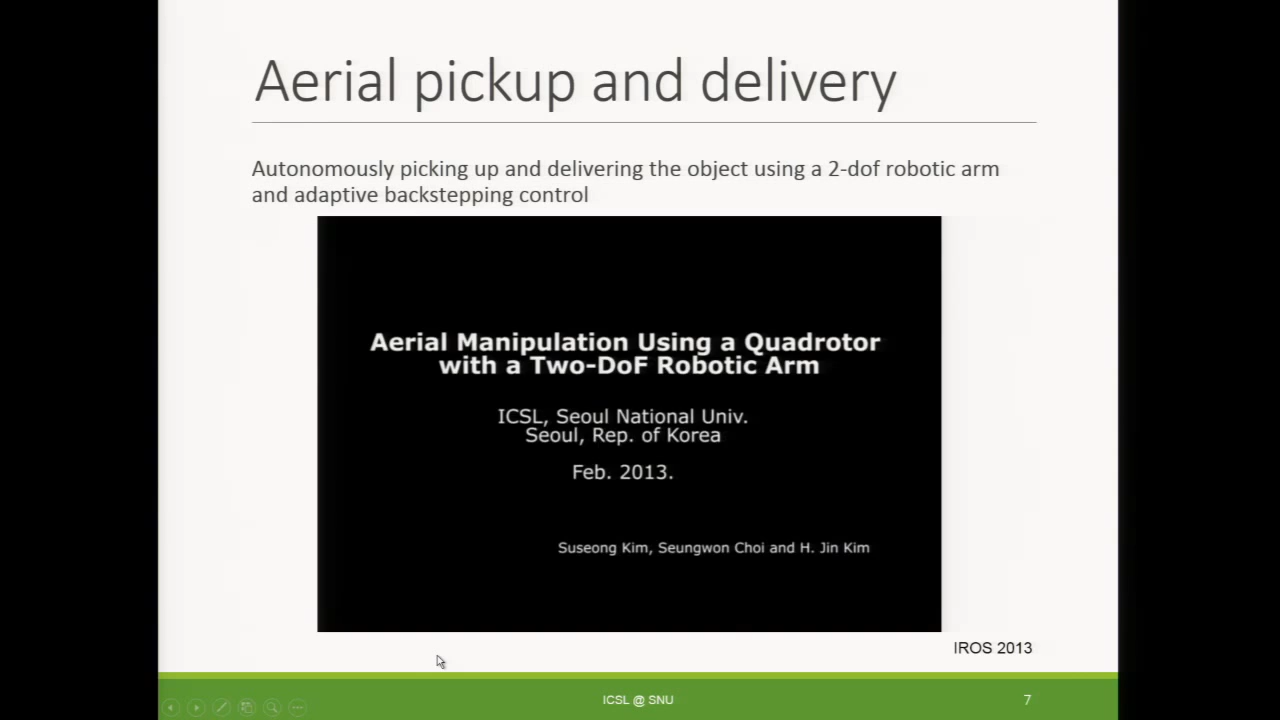 Aerial pickup and delivery
Autonomously picking up and delivering the object using a 2-dof robotic arm
and adaptive backstepping control
Aerial Manipulation Using a Quadrotor
with a Two-DoF Robotic Arm
ICSL, Seoul National Univ.
Seoul, Rep. of Korea
Feb. 2013.
Suseong Kim, Seungwon Choi and H. Jin Kim
IROS 2013
ICSL @ SNU
7